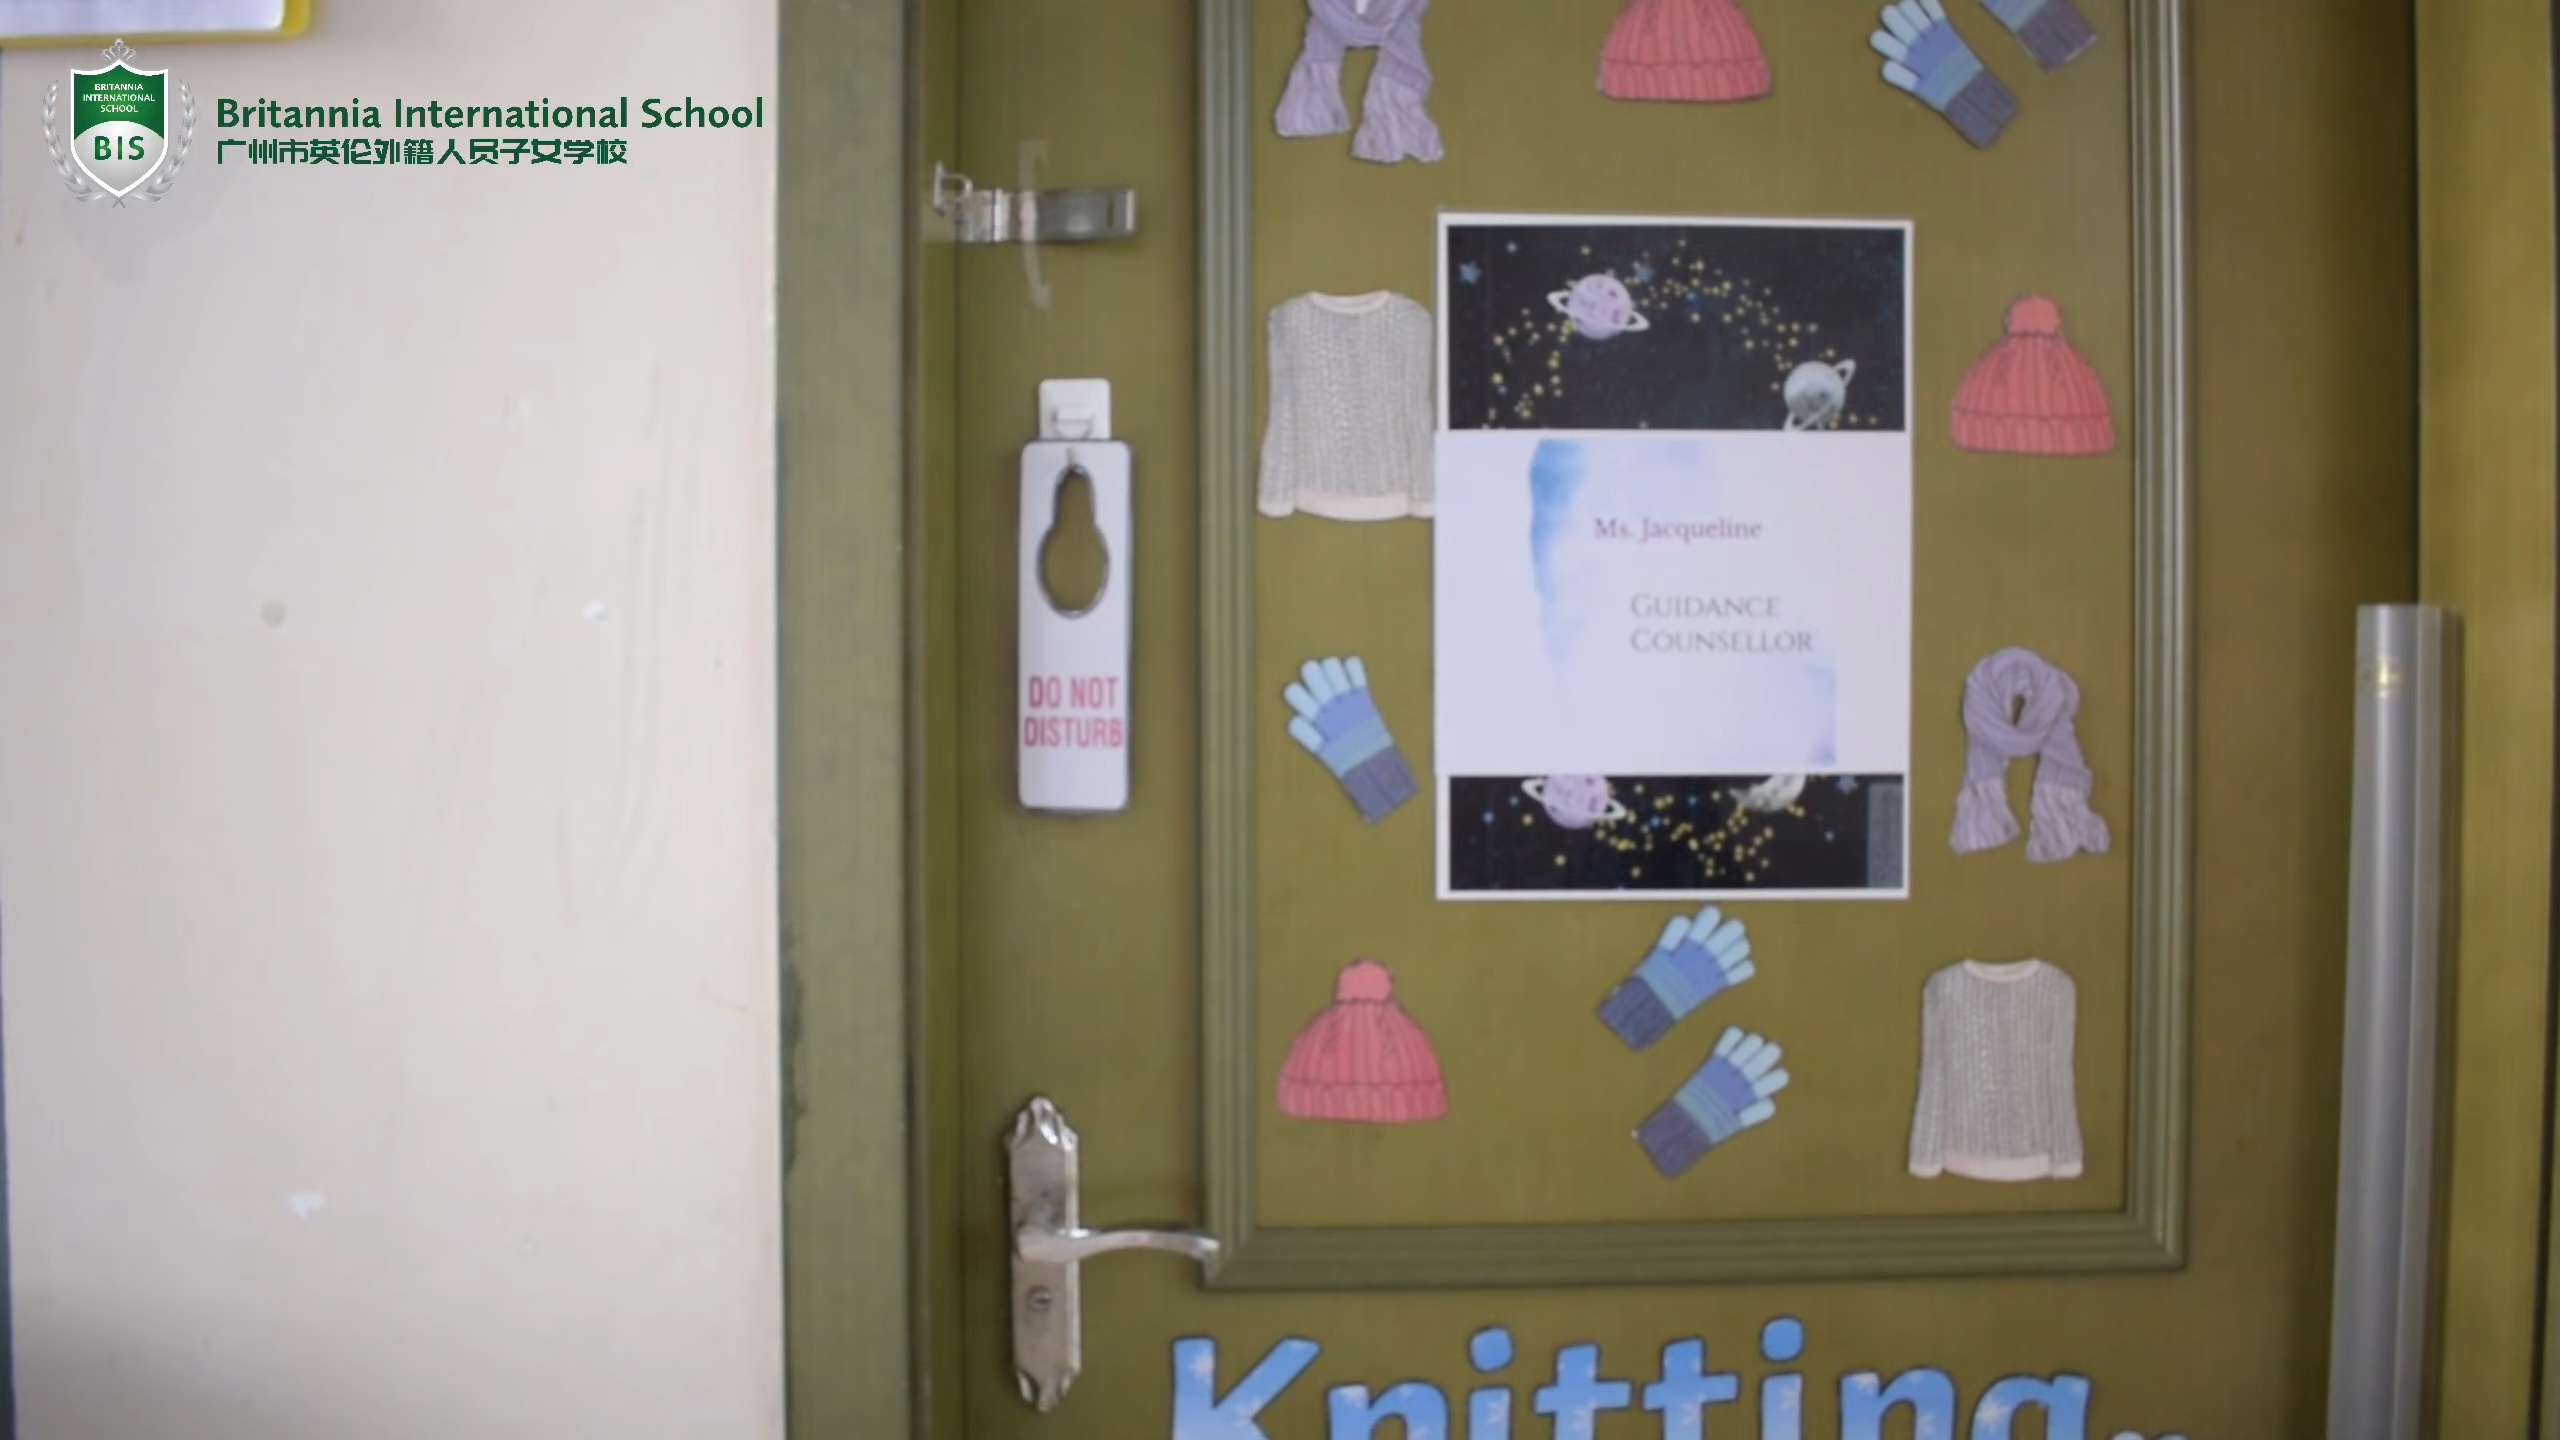 BRITANNIA
INTERNATIONAL
SCHOOL
BIS
Britannia International School
广州市英伦外籍人员子女学校
Ms. Jacqueline
GUIDANCE
COUNSELLOR
DO NOT
DISTURB
Knitting